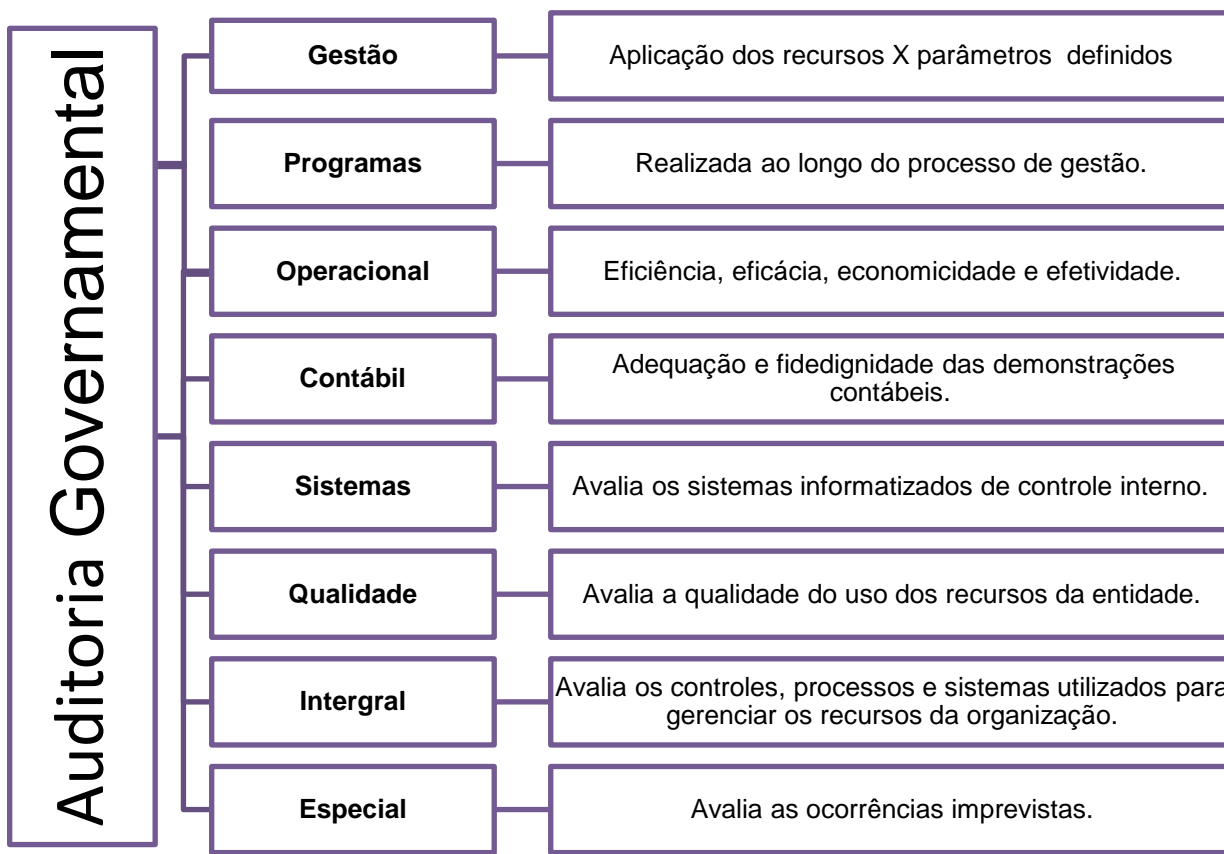 Auditoria Governamental
Gestão
Aplicação dos recursos X parâmetros definidos
Programas
Realizada ao longo do processo de gestão.
Operacional
Eficiência, eficácia, economicidade e efetividade.
Contábil
Adequação e fidedignidade das demonstrações
contábeis.
Sistemas
Avalia os sistemas informatizados de controle interno.
Qualidade
Avalia a qualidade do uso dos recursos da entidade.
Intergral
Avalia os controles, processos e sistemas utilizados para
gerenciar os recursos da organização.
Especial
Avalia as ocorrências imprevistas.